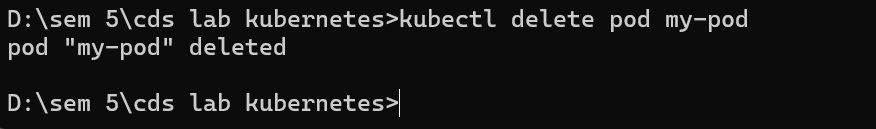 D:\sem 5\cds lab kubernetes>kubectl delete pod my-pod
pod "my-pod" deleted
D:\sem 5\cds lab kubernetes>